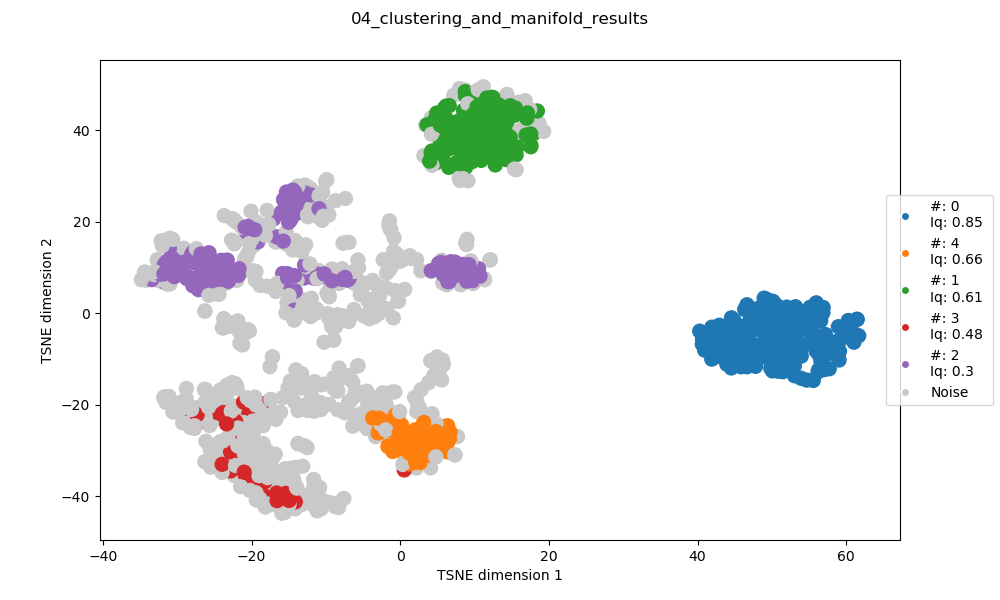 04_clustering_and_manifold_results
40
20
0
−20
−40
TSNE dimension 2
−40
−20
0
20
40
60
TSNE dimension 1
#: 0
Iq: 0.85
#: 4
Iq: 0.66
#: 1
Iq: 0.61
#: 3
Iq: 0.48
#: 2
Iq: 0.3
Noise